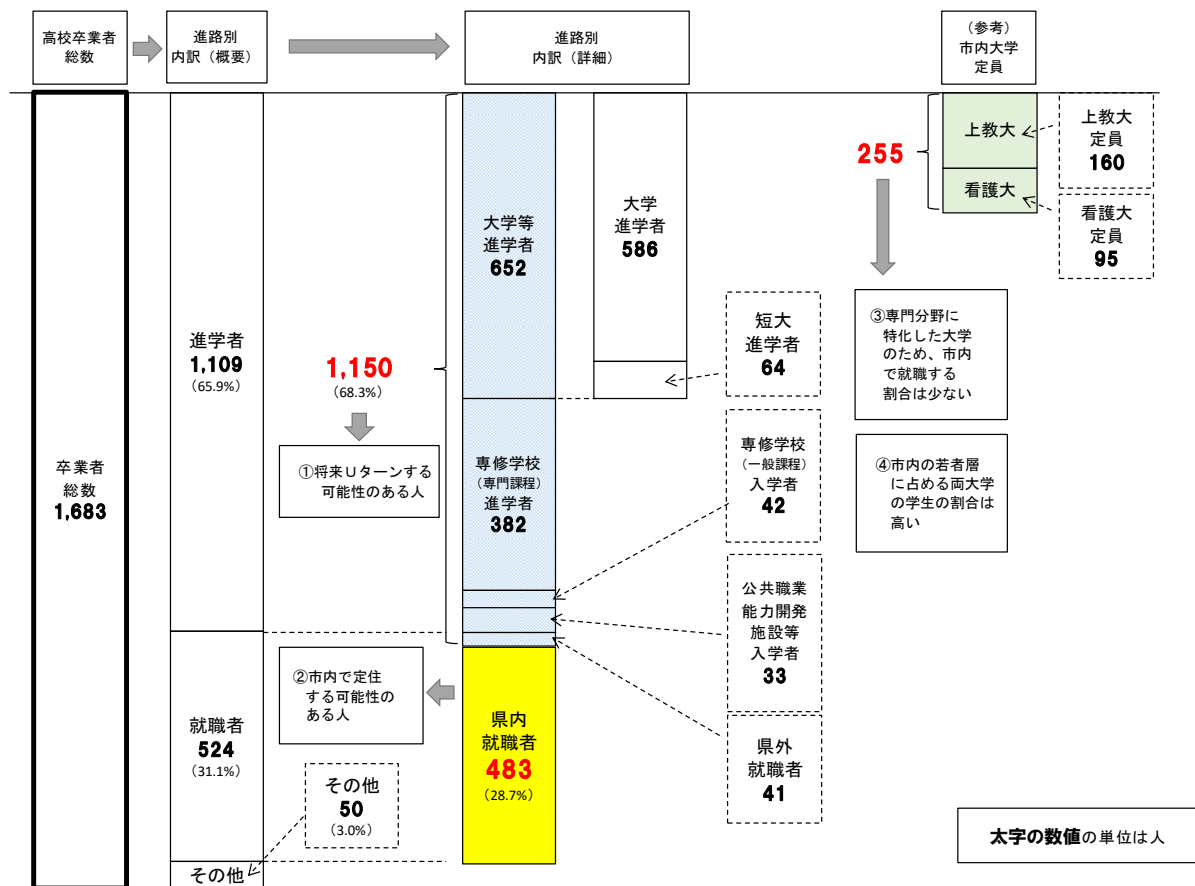 高校卒業者
総数
進路別
内訳（概要）
進路別
内訳（詳細）
（参考）
市内大学
定員
卒業者
総数
1,683
進学者
1,109
(65.9%)
就職者
524
(31.1%)
その他
その他
50
(3.0%)
1,150
(68.3%)
①将来Ｕターンする
可能性のある人
②市内で定住
する可能性の
ある人
大学等
進学者
652
専修学校
（専門課程）
進学者
382
県内
就職者
483
(28.7%)
大学
進学者
586
短大
進学者
64
専修学校
（一般課程）
入学者
42
公共職業
能力開発
施設等
入学者
33
県外
就職者
41
255
上教大
看護大
上教大
定員
160
看護大
定員
95
③専門分野に
特化した大学
のため、市内
で就職する
割合は少ない
④市内の若者層
に占める両大学
の学生の割合は
高い
太字の数値の単位は人